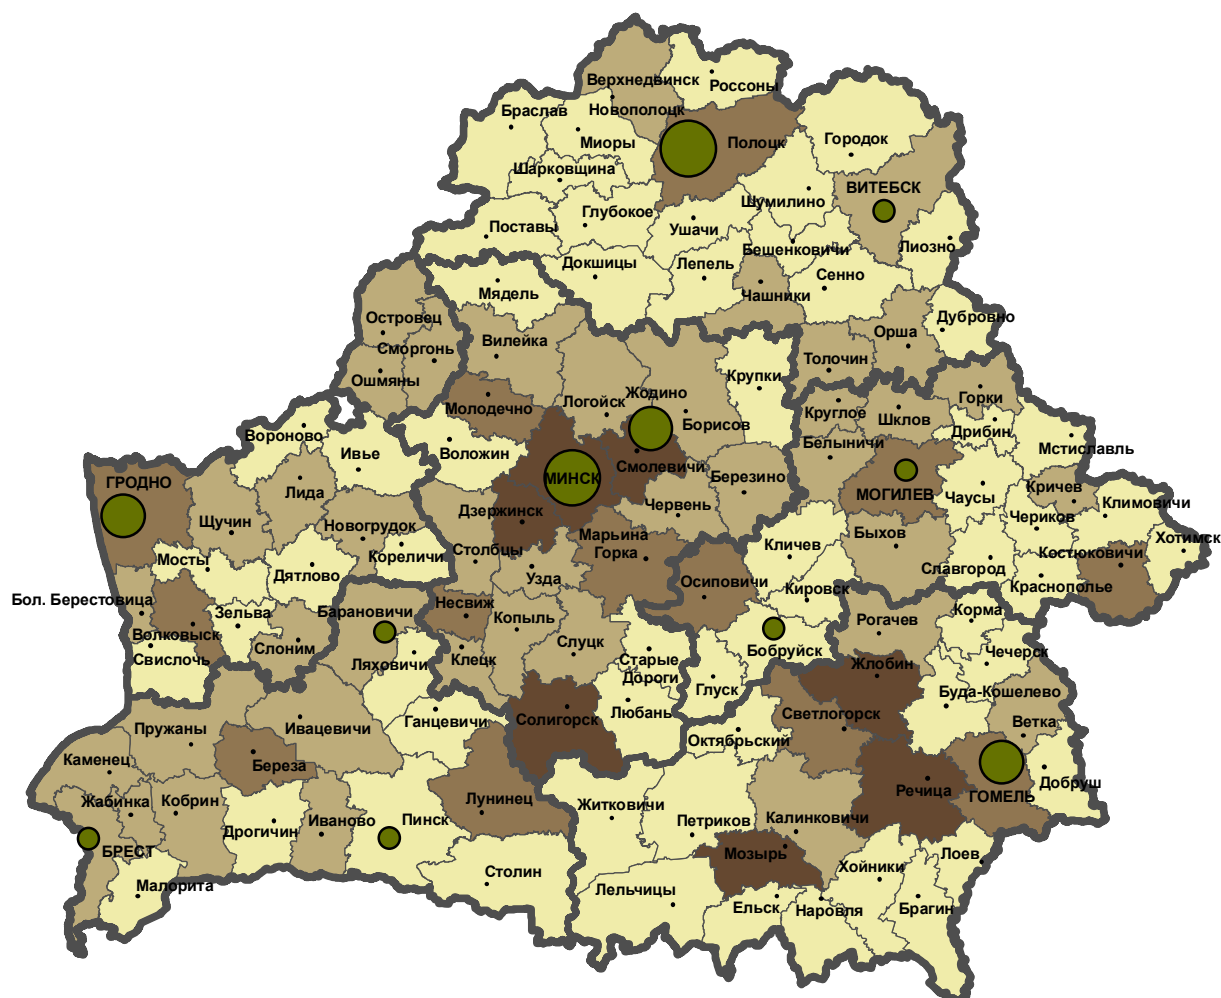 Верхнедвинск
Россоны
Браслав
Новополоцк
Миоры
Полоцк
Городок
Шарковщина
ВИТЕБСК
Шумилино
Глубокое
Поставы
Ушачи
Бешенковичи
Лиозно
Докшицы
Лепель
Сенно
Мядель
Чашники
Островец
Дубровно
Орша
Вилейка
Сморгонь
Толочин
Ошмяны
Крупки
Жодино
Горки
Молодечно
Логойск
Круглое
Шклов
Борисов
Дрибин
Вороново
Белыничи
Мстиславль
Ивье
Воложин
Смолевичи
ГРОДНО
МИНСК
Березино
Лида
Кричев
МОГИЛЕВ
Чаусы
Климовичи
Червень
Дзержинск
Щучин
Новогрудок
Чериков
Марьина
Горка
Быхов
Хотимск
Кличев
Столбцы
Костюковичи
Кореличи
Мосты
Славгород
Дятлово
Узда
Осиповичи
Краснополье
Кировск
Бол. Берестовица
Несвиж
Зельва
Барановичи
Корма
Копыль
Рогачев
Волковыск
Слоним
Слуцк
Бобруйск
Свислочь
Ляховичи
Клецк
Старые
Дороги
Жлобин
Чечерск
Глуск
Буда-Кошелево
Любань
Светлогорск
Солигорск
Ганцевичи
Ветка
Пружаны
Ивацевичи
Октябрьский
Каменец
Береза
Добруш
Речица
ГОМЕЛЬ
Жабинка
Кобрин
Лунинец
Житковичи
Иваново
Пинск
Калинковичи
Петриков
Дрогичин
БРЕСТ
Мозырь
Лоев
Хойники
Столин
Малорита
Лельчицы
Ельск
Наровля
Брагин